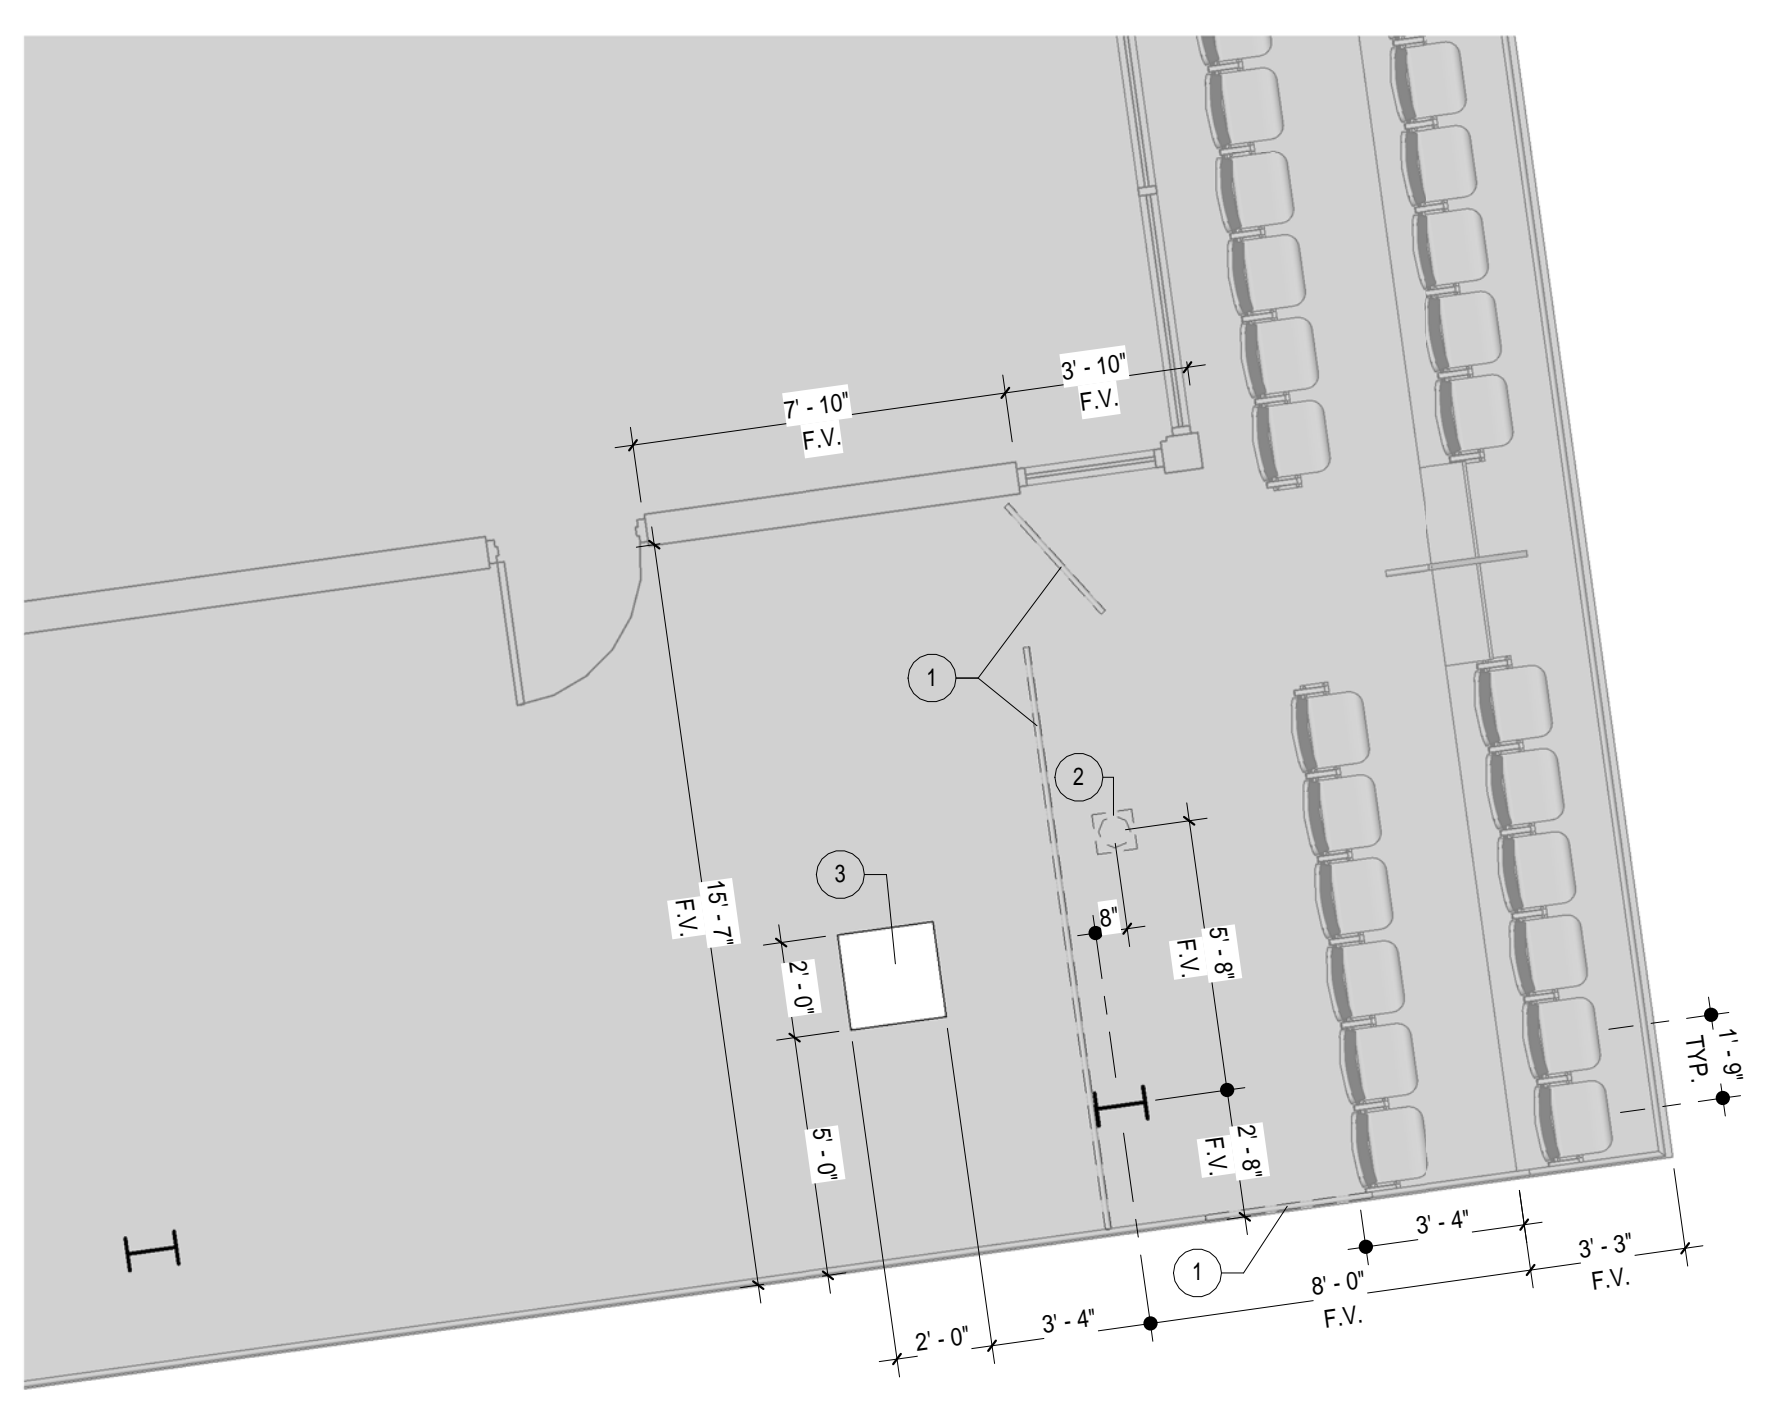 3' - 10"
F.V.
7' - 10"
F.V.
1
2
3
15' - 7"
F.V.
8"
5' - 8"
F.V.
2' - 0"
1' - 9"
TYP.
5' - 0"
2' - 8"
F.V.
1
3' - 4"
3' - 3"
F.V.
8' - 0"
F.V.
3' - 4"
2' - 0"